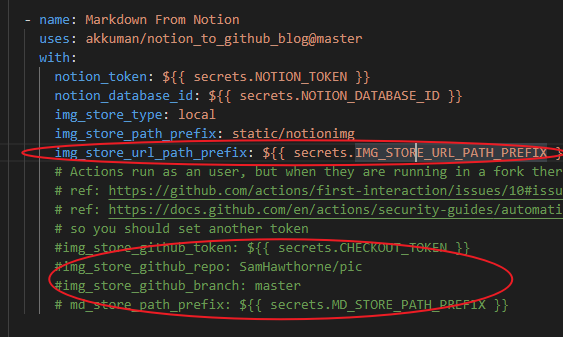 - name: Markdown From Notion
uses: akkuman/notion_to_github_blog@master
with:
notion_token: ${{ secrets.NOTION_TOKEN }}
notion_database_id: ${{ secrets.NOTION_DATABASE_ID }}
img_store_type: local
img_store_path_prefix: static/notionimg
img_store_url_path_prefix: ${{ secrets.IMG_STORE_URL_PATH_PREFIX }
# Actions run as an user, but when they are running in a fork ther
# ref: https://github.com/actions/first-interaction/issues/10#issu
# ref: https://docs.github.com/en/actions/security-guides/automati
# so you should set another token
#img_store_github_token: ${{ secrets.CHECKOUT_TOKEN }}
#img_store_github_repo: SamHawthorne/pic
#img_store_github_branch: master
# md_store_path_prefix: ${{ secrets.MD_STORE_PATH_PREFIX }}